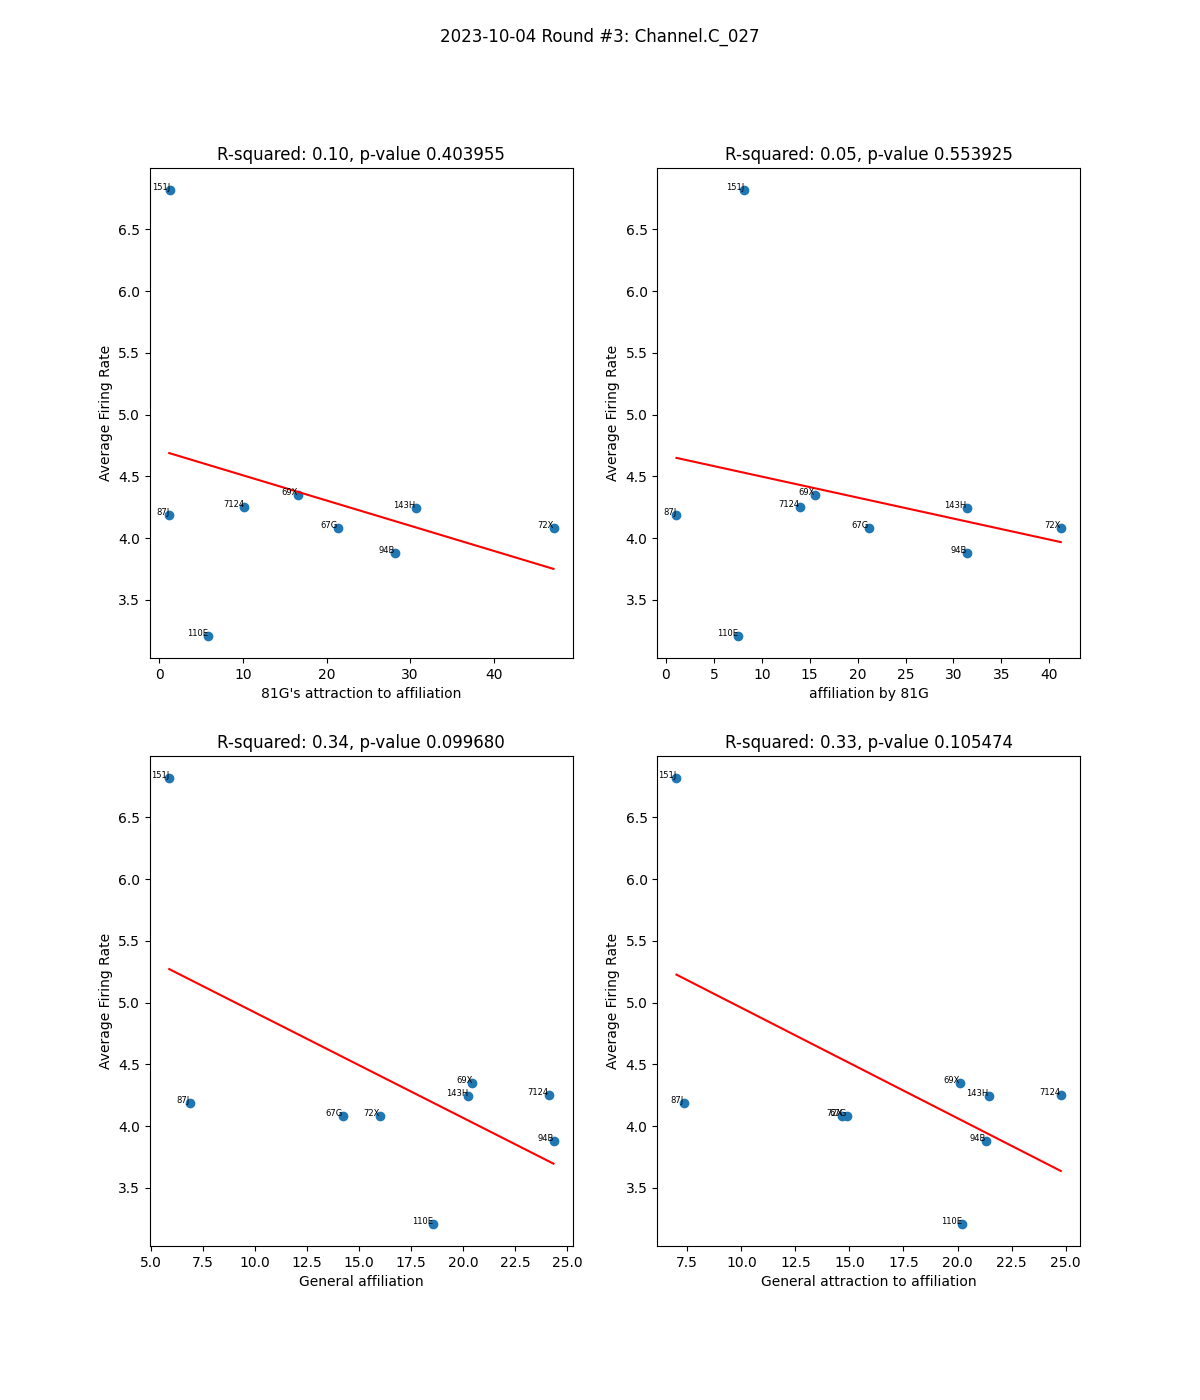 2023-10-04 Round #3: Channel.C_027
R-squared: 0.10, p-value 0.403955
Average Firing Rate
6.5
6.0
5.5
5.0
4.5
4.0
3.5
151J
87J
7124
69X
67G
143H
94B
72X
110E
0 10 20 30 40
81G's attraction to affiliation
R-squared: 0.05, p-value 0.553925
Average Firing Rate
6.5
6.0
5.5
5.0
4.5
4.0
3.5
151J
87J
7124
69X
67G
143H
94B
72X
110E
0 5 10 15 20 25 30 35 40
affiliation by 81G
R-squared: 0.34, p-value 0.099680
Average Firing Rate
6.5
6.0
5.5
5.0
4.5
4.0
3.5
151J
87J
67G
72X
69X
143H
7124
94B
110E
5.0 7.5 10.0 12.5 15.0 17.5 20.0 22.5 25.0
General affiliation
R-squared: 0.33, p-value 0.105474
Average Firing Rate
6.5
6.0
5.5
5.0
4.5
4.0
3.5
151J
87J
69X
143H
7124
94B
110E
7.5 10.0 12.5 15.0 17.5 20.0 22.5 25.0
General attraction to affiliation